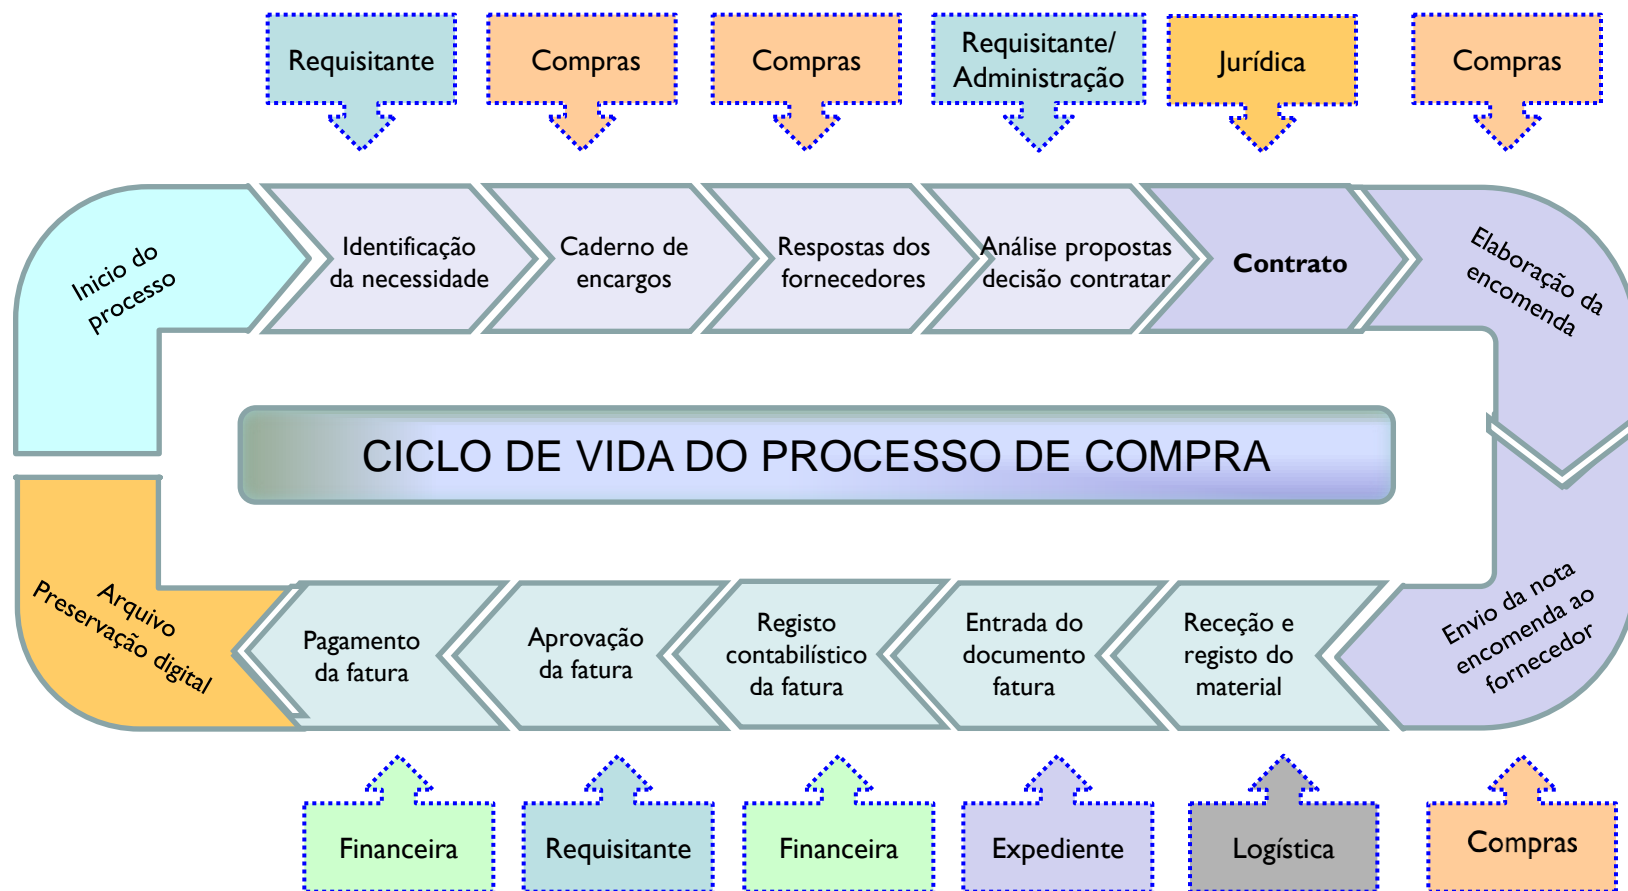 Requisitante
Compras
Compras
Requisitante/
Administração
Jurídica
Compras
Inicio do
processo
Identificação
da necessidade
Caderno de
encargos
Respostas dos
fornecedores
Análise propostas
decisão contratar
Contrato
Elaboração da
encomenda
CICLO DE VIDA DO PROCESSO DE COMPRA
Arquivo
Preservação digital
Pagamento
da fatura
Aprovação
da fatura
Registo
contabilístico
da fatura
Entrada do
documento
fatura
Receção e
registo do
material
Envio da nota
encomenda ao
fornecedor
Financeira
Requisitante
Financeira
Expediente
Logística
Compras